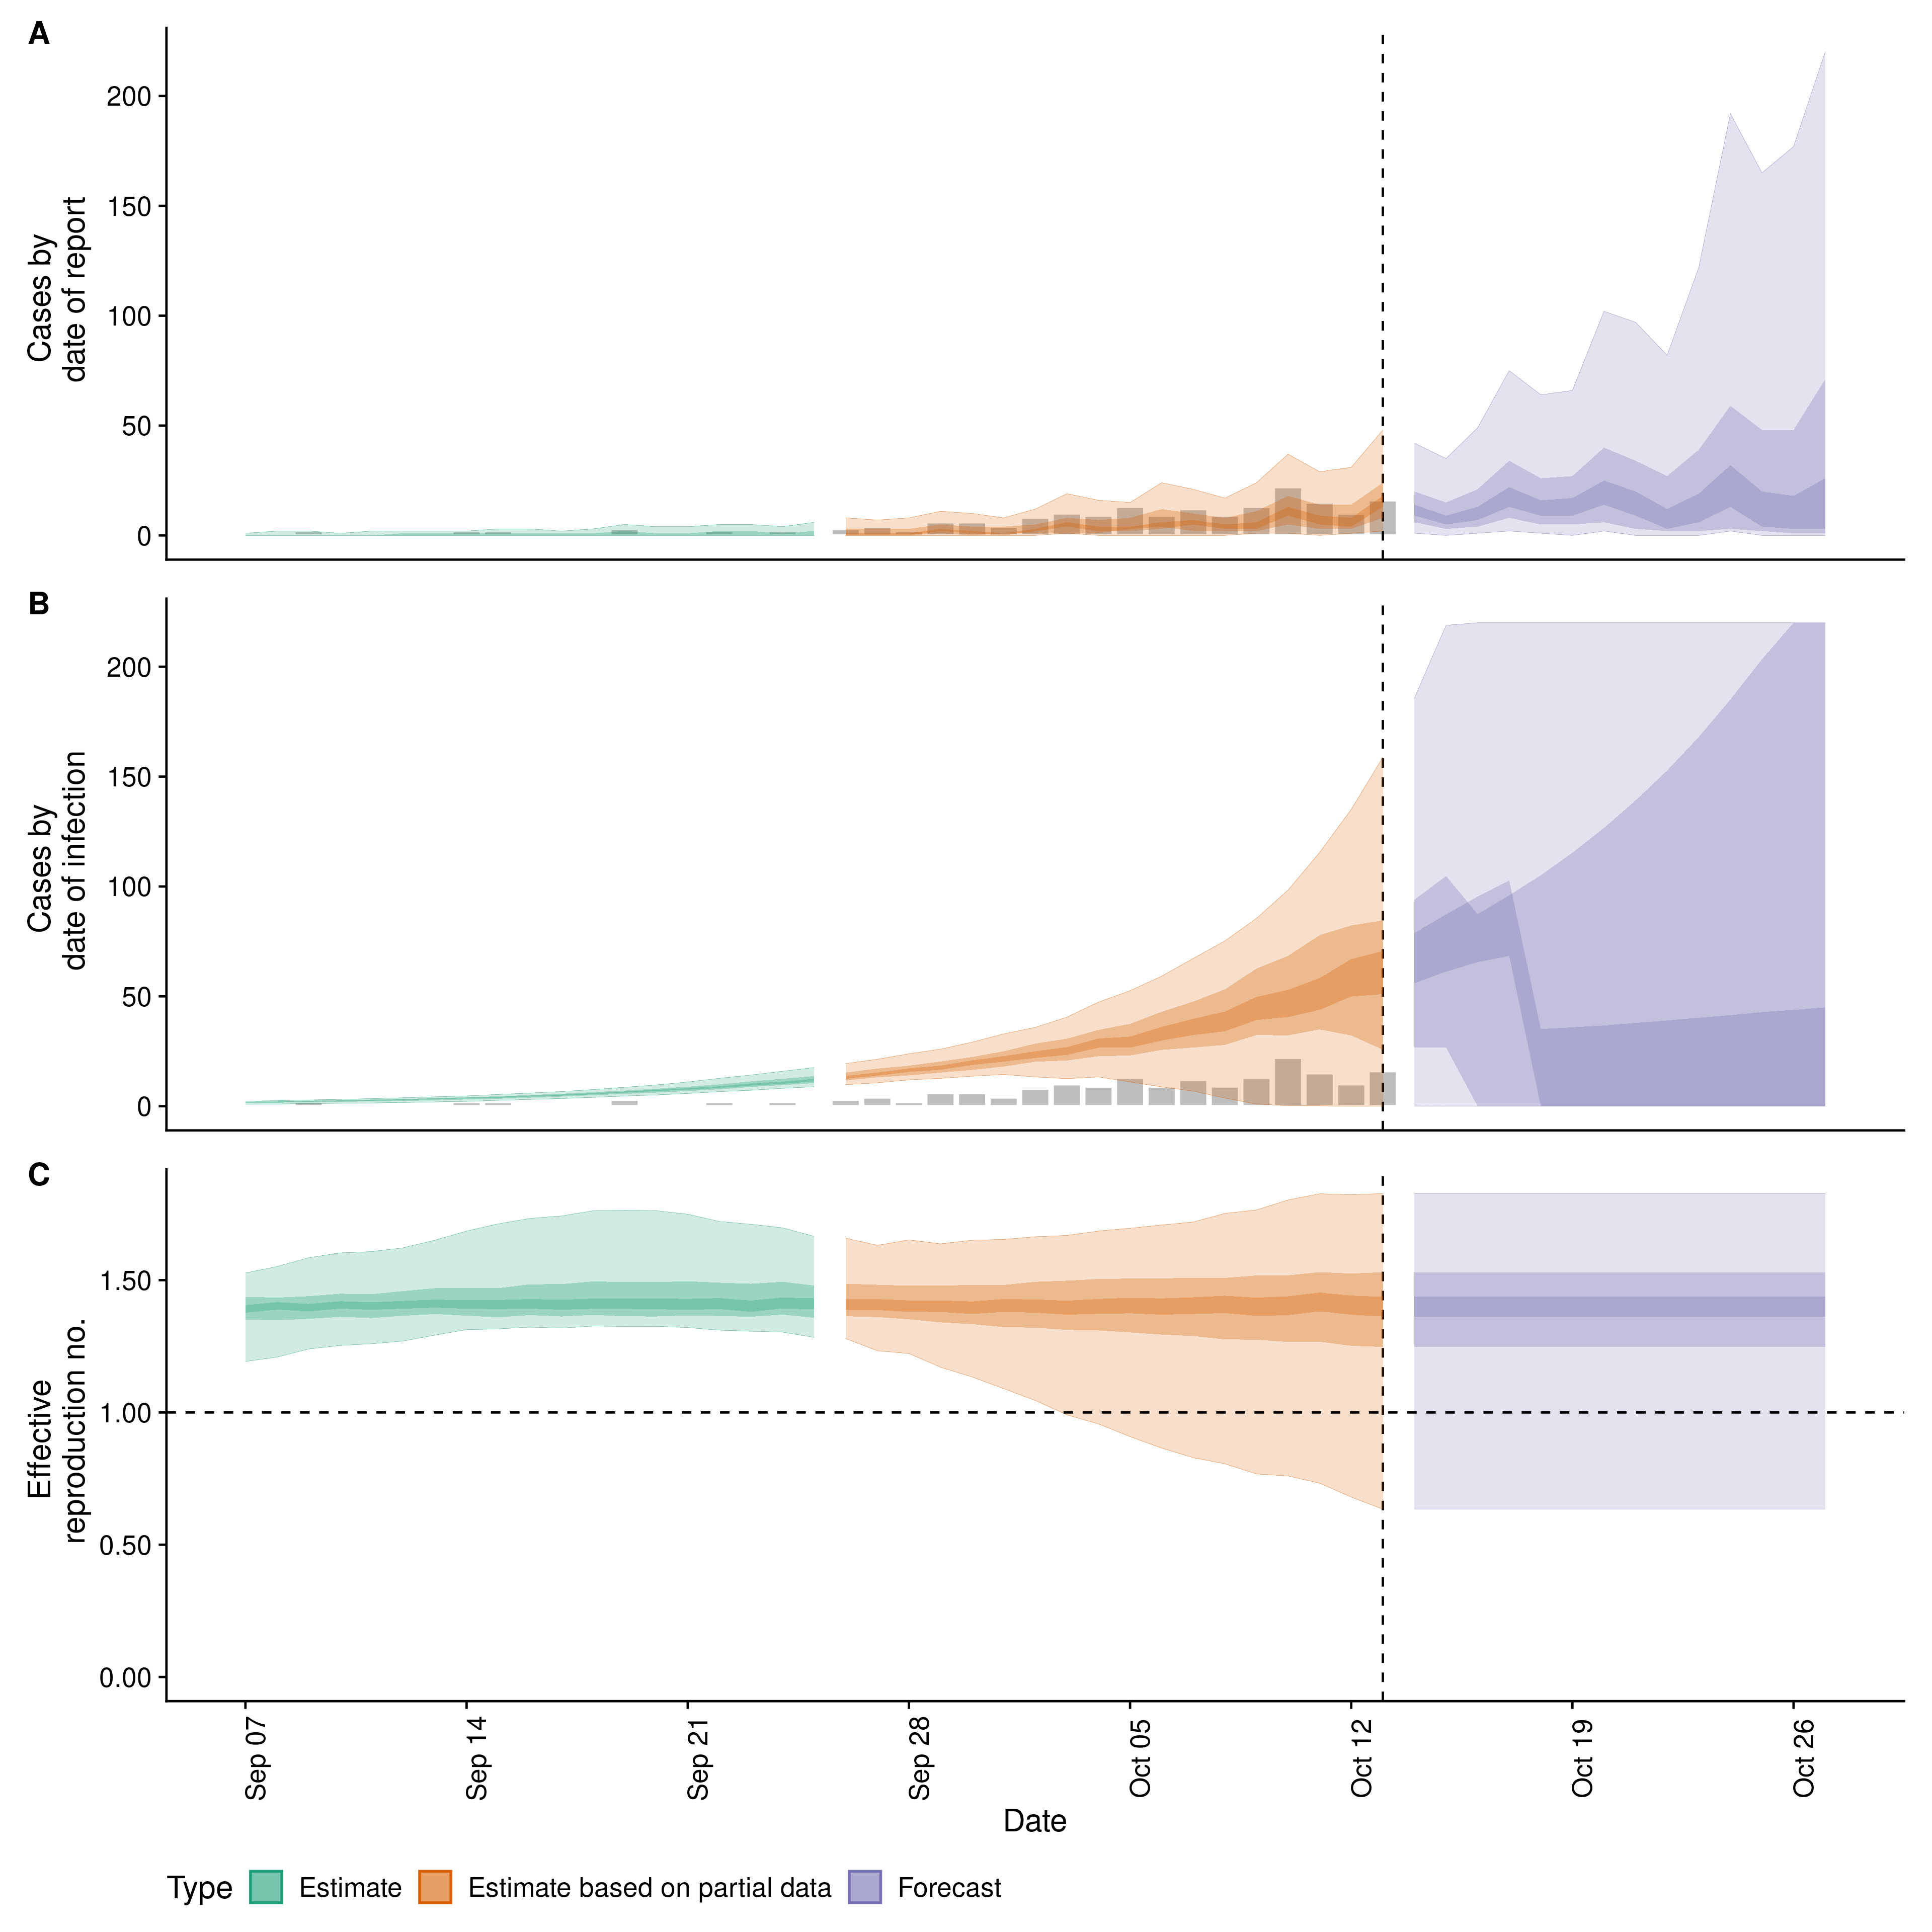 A
Cases by
date of report
200
150
100
50
0
B
Cases by
date of infection
200
150
100
50
0
C
Effective
reproduction no.
1.50
1.00
0.50
0.00
Sep 07
Sep 14
Sep 21
Sep 28
Oct 05
Oct 12
Oct 19
Oct 26
Date
Type Estimate Estimate based on partial data Forecast